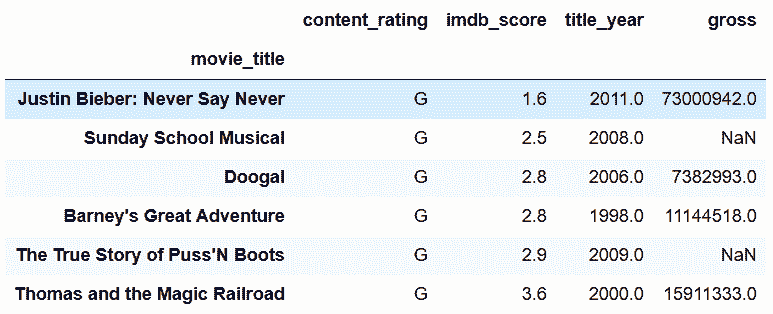 content_rating imdb_score title_year gross
movie_title
Justin Bieber: Never Say Never G 1.6 2011.0 73000942.0
Sunday School Musical G 2.5 2008.0 NaN
Doogal G 2.8 2006.0 7382993.0
Barney's Great Adventure G 2.8 1998.0 11144518.0
The True Story of Puss'N Boots G 2.9 2009.0 NaN
Thomas and the Magic Railroad G 3.6 2000.0 15911333.0